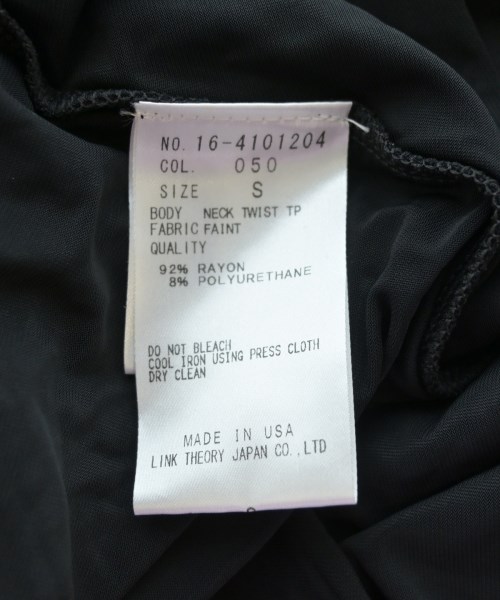 NO. 16-4101204
COL. 050
SIZE S
BODY NECK TWIST TP
FABRIC FAINT
QUALITY
92% RAYON
8% POLYURETHANE
DO NOT BLEACH
COOL IRON USING PRESS CLOTH
DRY CLEAN
MADE IN USA
LINK THEORY JAPAN CO.,LTD